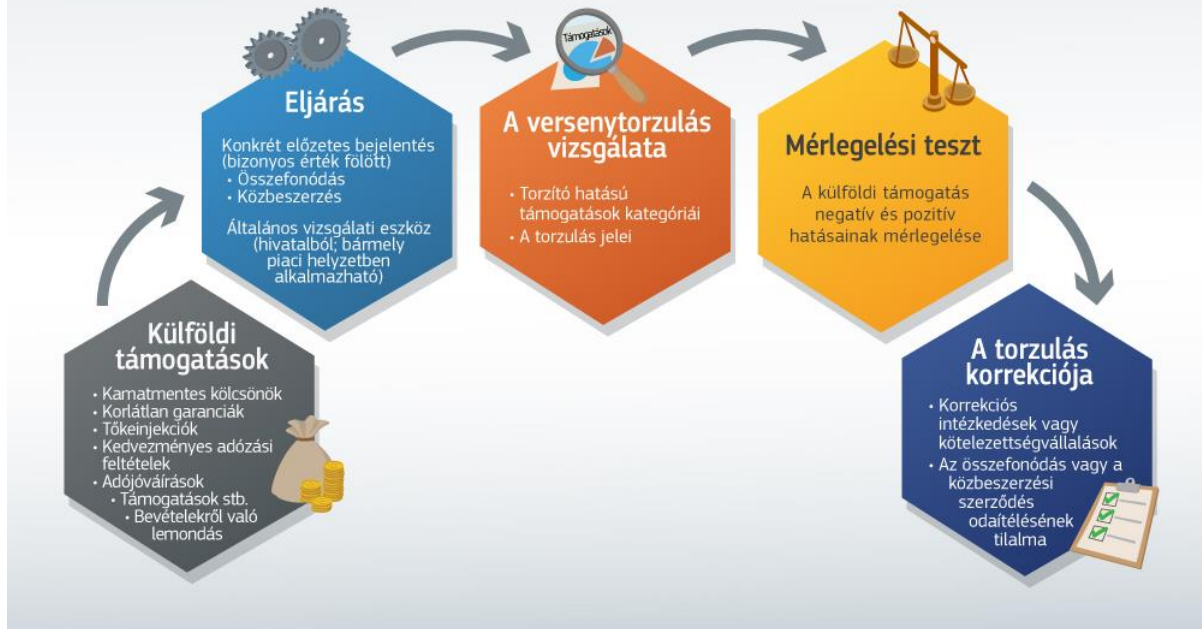 Külföldi
támogatások
• Kamatmentes kölcsönök
• Korlátlan garanciák
• Tőkeinjekciók
• Kedvezményes adózási
feltételek
• Adójóváírások
• Támogatások stb.
• Bevételekről való
lemondás
Eljárás
Konkrét előzetes bejelentés
(bizonyos érték fölött)
• Összefonódás
• Közbeszerzés
Általános vizsgálati eszköz
(hivatalból; bármely
piaci helyzetben
alkalmazható)
Támogatások
A versenytorzulás
vizsgálata
• Torzító hatású
támogatások kategóriái
• A torzulás jelei
Mérlegelési teszt
A külföldi támogatás
negatív és pozitív
hatásainak mérlegelése
A torzulás
korrekciója
• Korrekciós
intézkedések vagy
kötelezettségvállalások
• Az összefonódás vagy a
közbeszerzési
szerződés
odaítélésének
tilalma